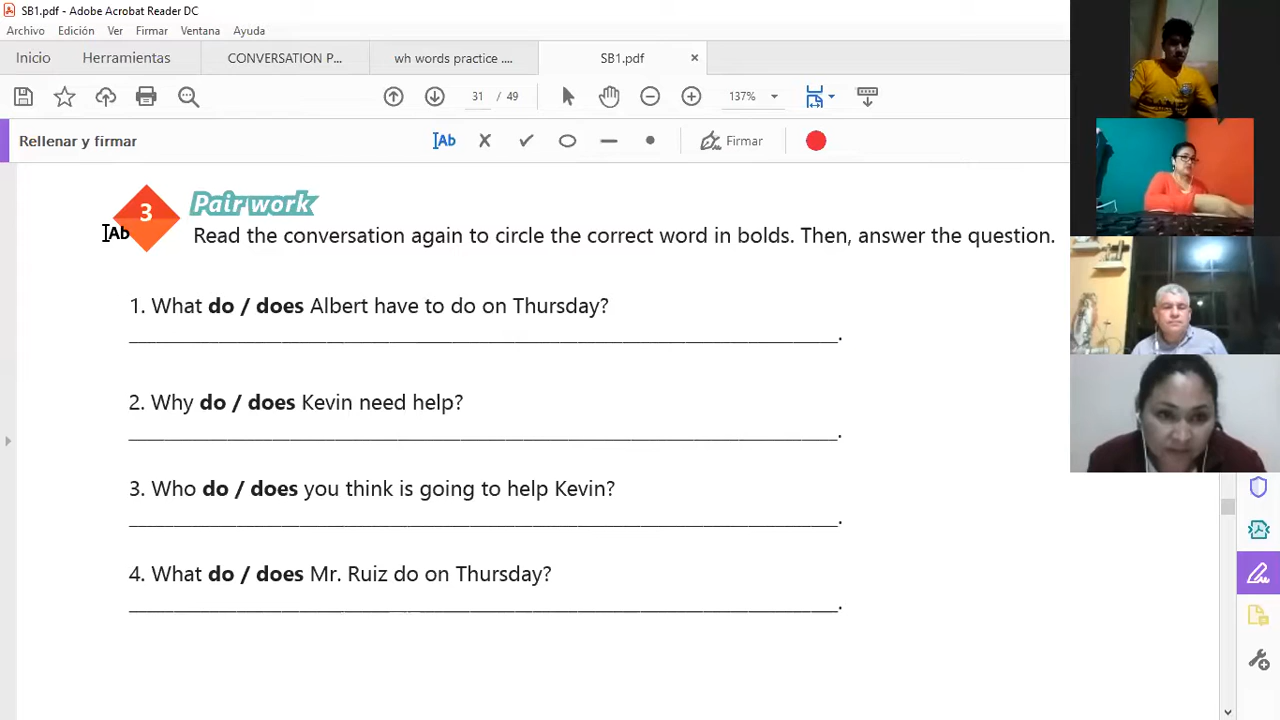 SB1.pdf - Adobe Acrobat Reader DC
Archivo Edición Ver Firmar Ventana Ayuda
Inicio Herramientas CONVERSATION P... wh words practice .... SB1.pdf ×
31 / 49 137%
Rellenar y firmar Ab Firmar
3 Pair work
Ab Read the conversation again to circle the correct word in bolds. Then, answer the question.
1. What do / does Albert have to do on Thursday?
2. Why do / does Kevin need help?
3. Who do / does you think is going to help Kevin?
4. What do / does Mr. Ruiz do on Thursday?